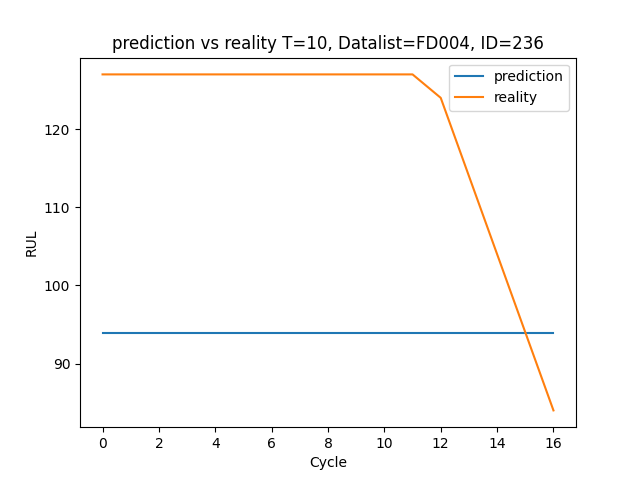 prediction vs reality T=10, Datalist=FD004, ID=236
prediction
reality
120
110
100
90
RUL
0 2 4 6 8 10 12 14 16
Cycle